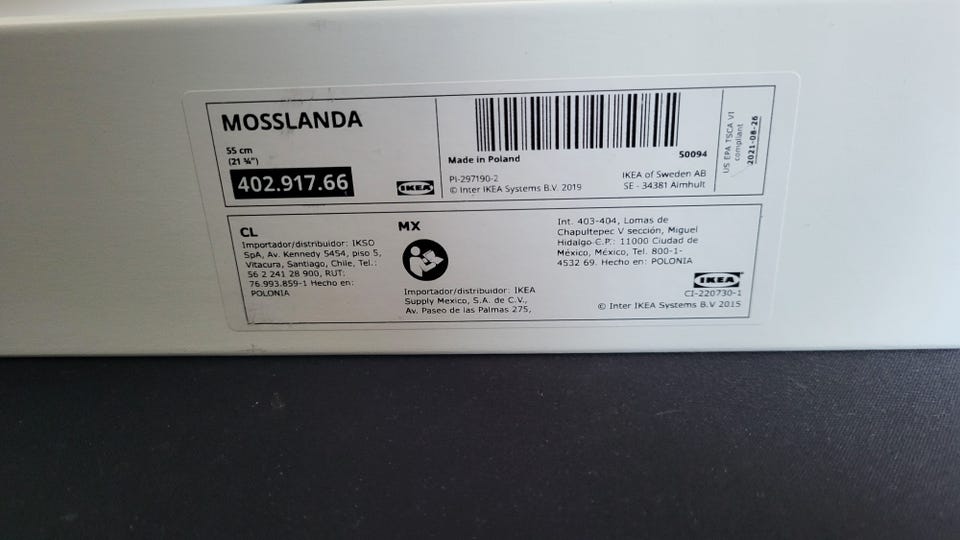 MOSSLANDA
55 cm
(21 ¾")
402.917.66
IKEA
Made in Poland
50094
PI-297190-2
© Inter IKEA Systems B.V. 2019
IKEA of Sweden AB
SE - 34381 Älmhult
US EPA TSCA VI
compliant
2021-08-26
CL
Importador/distribuidor: IKSO
SpA, Av. Kennedy 5454, piso 5,
Vitacura, Santiago, Chile, Tel.:
56 2 241 28 900, RUT:
76.993.859-1 Hecho en:
POLONIA
MX
Importador/distribuidor: IKEA
Supply Mexico, S.A. de C.V.,
Av. Paseo de las Palmas 275,
Int. 403-404, Lomas de
Chapultepec V sección, Miguel
Hidalgo C.P.: 11000 Ciudad de
México, México, Tel. 800-1-
4532 69. Hecho en: POLONIA
IKEA
CI-220730-1
© Inter IKEA Systems B.V 2015